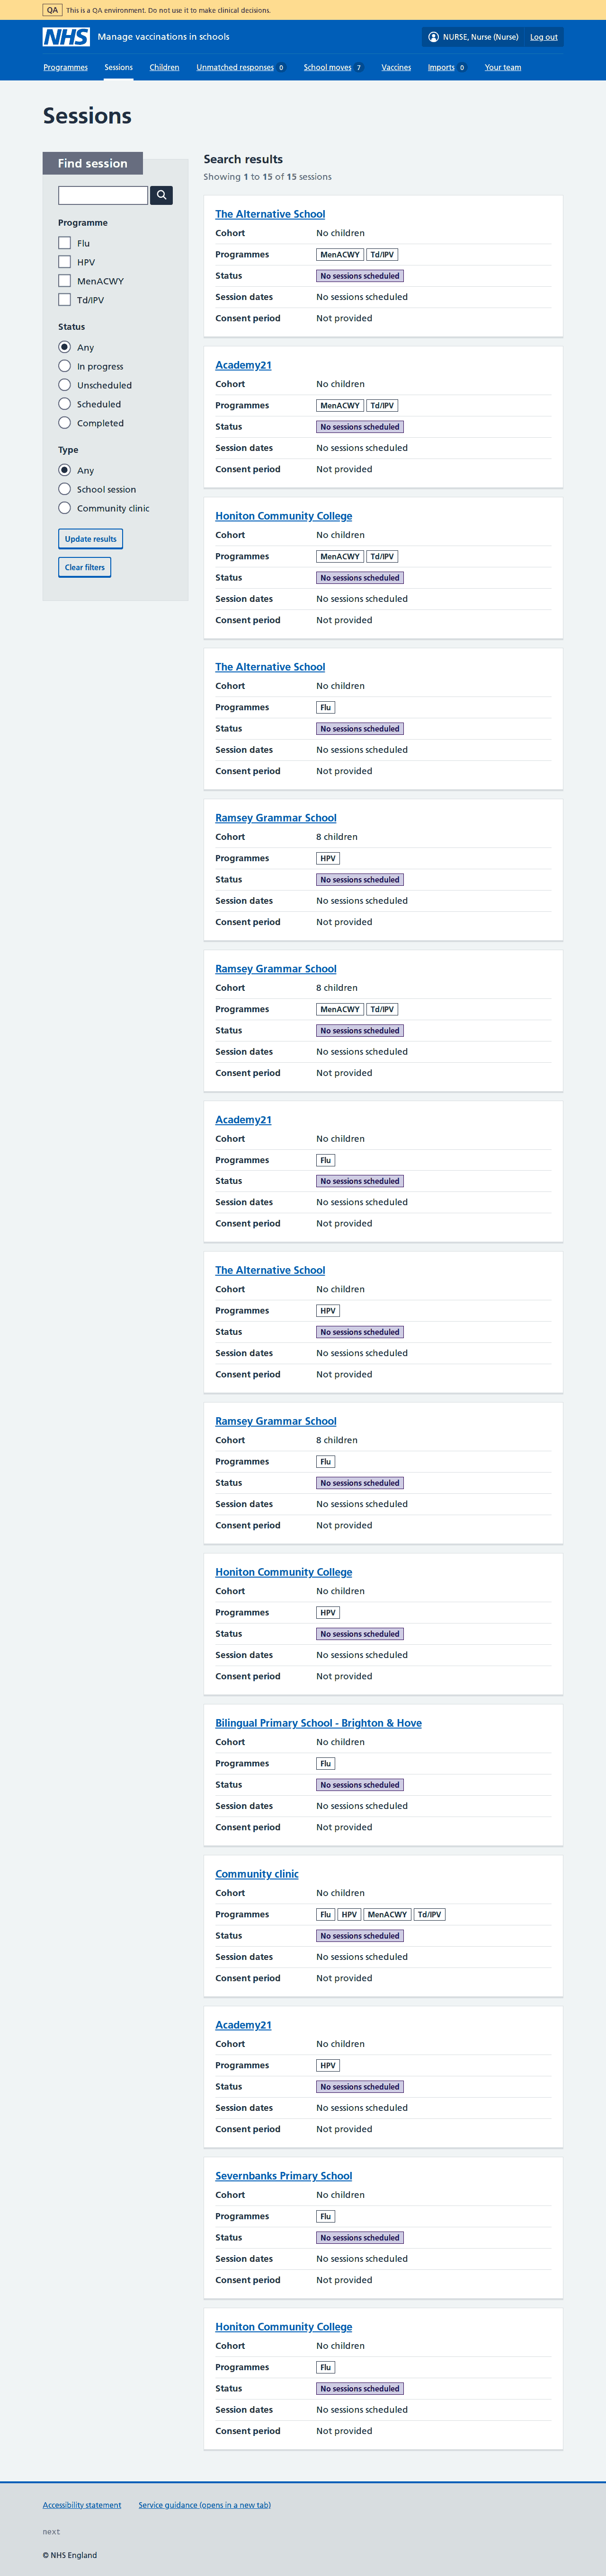 QA This is a QA environment. Do not use it to make clinical decisions.
NHS Manage vaccinations in schools
NURSE, Nurse (Nurse) Log out
Programmes Sessions Children Unmatched responses 0 School moves 7 Vaccines Imports 0 Your team
Sessions
Find session
Programme
Flu
HPV
MenACWY
Td/IPV
Status
Any
In progress
Unscheduled
Scheduled
Completed
Type
Any
School session
Community clinic
Update results
Clear filters
Search results
Showing 1 to 15 of 15 sessions
The Alternative School
Cohort No children
Programmes MenACWY Td/IPV
Status No sessions scheduled
Session dates No sessions scheduled
Consent period Not provided
Academy21
Cohort No children
Programmes MenACWY Td/IPV
Status No sessions scheduled
Session dates No sessions scheduled
Consent period Not provided
Honiton Community College
Cohort No children
Programmes MenACWY Td/IPV
Status No sessions scheduled
Session dates No sessions scheduled
Consent period Not provided
The Alternative School
Cohort No children
Programmes Flu
Status No sessions scheduled
Session dates No sessions scheduled
Consent period Not provided
Ramsey Grammar School
Cohort 8 children
Programmes HPV
Status No sessions scheduled
Session dates No sessions scheduled
Consent period Not provided
Ramsey Grammar School
Cohort 8 children
Programmes MenACWY Td/IPV
Status No sessions scheduled
Session dates No sessions scheduled
Consent period Not provided
Academy21
Cohort No children
Programmes Flu
Status No sessions scheduled
Session dates No sessions scheduled
Consent period Not provided
The Alternative School
Cohort No children
Programmes HPV
Status No sessions scheduled
Session dates No sessions scheduled
Consent period Not provided
Ramsey Grammar School
Cohort 8 children
Programmes Flu
Status No sessions scheduled
Session dates No sessions scheduled
Consent period Not provided
Honiton Community College
Cohort No children
Programmes HPV
Status No sessions scheduled
Session dates No sessions scheduled
Consent period Not provided
Bilingual Primary School - Brighton & Hove
Cohort No children
Programmes Flu
Status No sessions scheduled
Session dates No sessions scheduled
Consent period Not provided
Community clinic
Cohort No children
Programmes Flu HPV MenACWY Td/IPV
Status No sessions scheduled
Session dates No sessions scheduled
Consent period Not provided
Academy21
Cohort No children
Programmes HPV
Status No sessions scheduled
Session dates No sessions scheduled
Consent period Not provided
Severnbanks Primary School
Cohort No children
Programmes Flu
Status No sessions scheduled
Session dates No sessions scheduled
Consent period Not provided
Honiton Community College
Cohort No children
Programmes Flu
Status No sessions scheduled
Session dates No sessions scheduled
Consent period Not provided
Accessibility statement Service guidance (opens in a new tab)
next
© NHS England